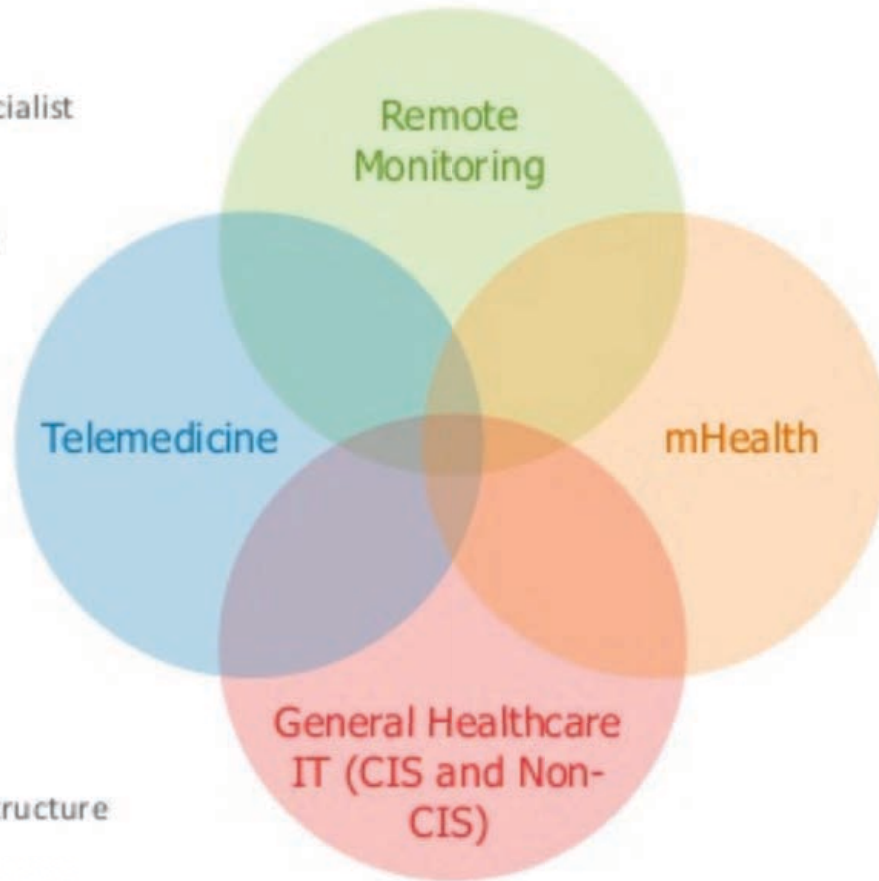 Remote
Monitoring
Telemedicine
mHealth
General Healthcare
IT (CIS and Non-
CIS)